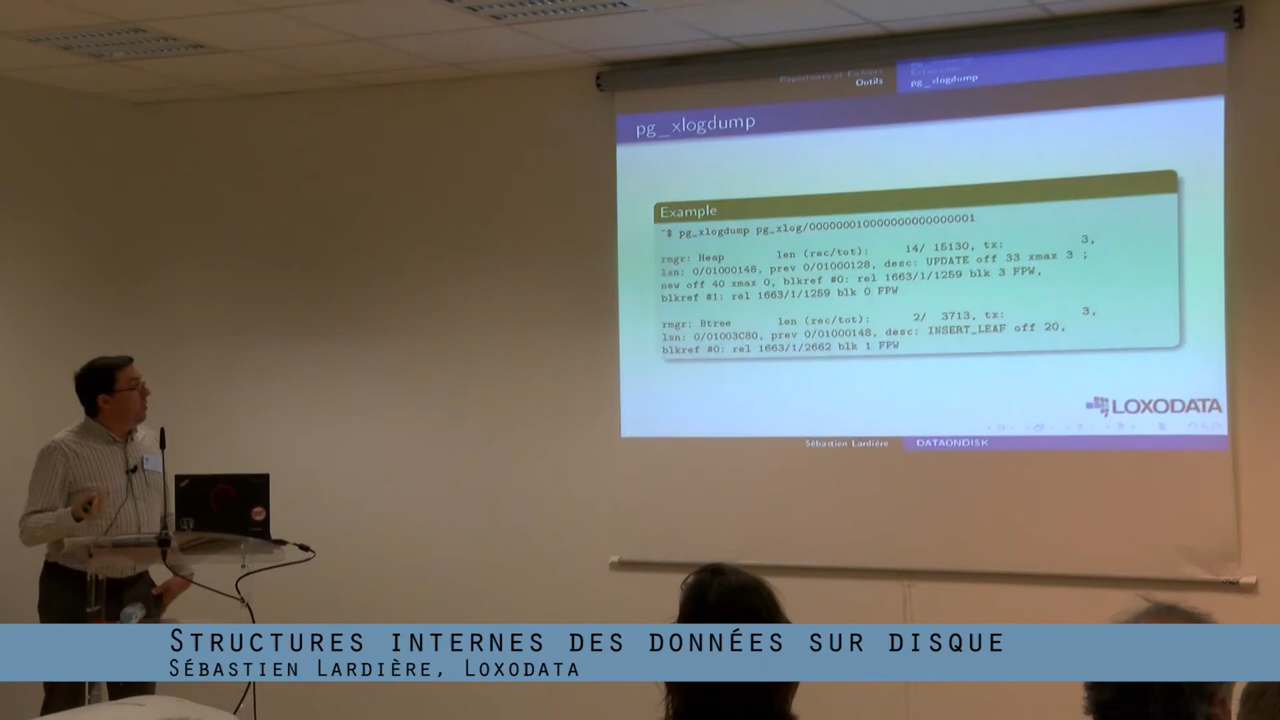 Répertoires et Fichiers
Outils
pg_xlogdump
pg_xlogdump
Example
~$ pg_xlogdump pg_xlog/000000010000000000000001
rmgr: Heap len (rec/tot): 14/ 15130, tx: 3,
lsn: 0/01000148, prev 0/01000128, desc: UPDATE off 33 xmax 3 ;
new off 40 xmax 0, blkref #0: rel 1663/1/1259 blk 3 FPW,
blkref #1: rel 1663/1/1259 blk 0 FPW
rmgr: Btree len (rec/tot): 2/ 3713, tx: 3,
lsn: 0/01003C80, prev 0/01000148, desc: INSERT_LEAF off 20,
blkref #0: rel 1663/1/2662 blk 1 FPW
LOXODATA
Sébastien Lardière DATAONDISK
STRUCTURES INTERNES DES DONNÉES SUR DISQUE
SÉBASTIEN LARDIÈRE, LOXODATA